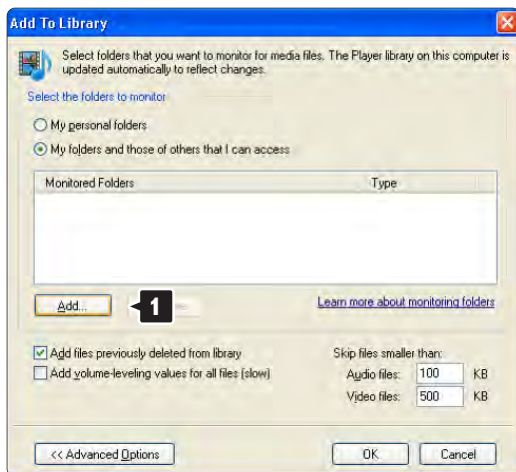 Add To Library
Select folders that you want to monitor for media files. The Player library on this computer is
updated automatically to reflect changes.
Select the folders to monitor
My personal folders
My folders and those of others that I can access
Monitored Folders Type
Add... 1 Learn more about monitoring folders
Add files previously deleted from library Skip files smaller than:
Add volume-leveling values for all files (slow) Audio files: 100 KB
Video files: 500 KB
<< Advanced Options OK Cancel